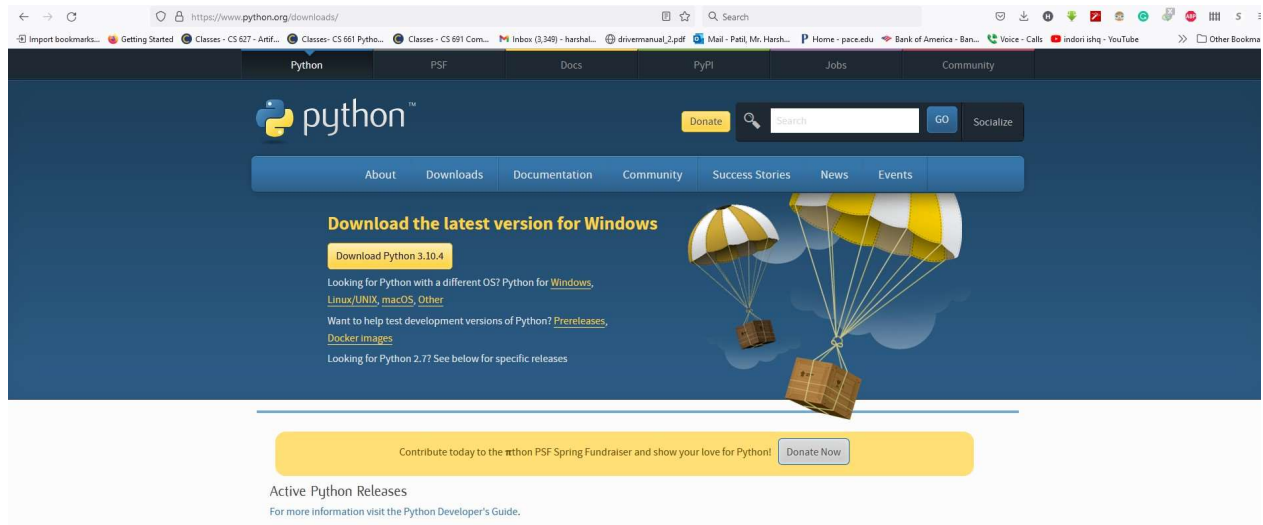 https://www.python.org/downloads/
Search
Import bookmarks... Getting Started Classes - CS 627 - Artif... Classes- CS 661 Pytho... Classes - CS 691 Com... Inbox (3,349) - harshal... drivermanual_2.pdf Mail - Patil, Mr. Harsh... Home - pace.edu Bank of America - Ban... Voice - Calls indori ishq - YouTube Other Bookma
Python PSF Docs PyPI Jobs Community
python™
Donate Search GO Socialize
About Downloads Documentation Community Success Stories News Events
Download the latest version for Windows
Download Python 3.10.4
Looking for Python with a different OS? Python for Windows,
Linux/UNIX, macOS, Other
Want to help test development versions of Python? Prereleases,
Docker images
Looking for Python 2.7? See below for specific releases
Contribute today to the πthon PSF Spring Fundraiser and show your love for Python! Donate Now
Active Python Releases
For more information visit the Python Developer's Guide.